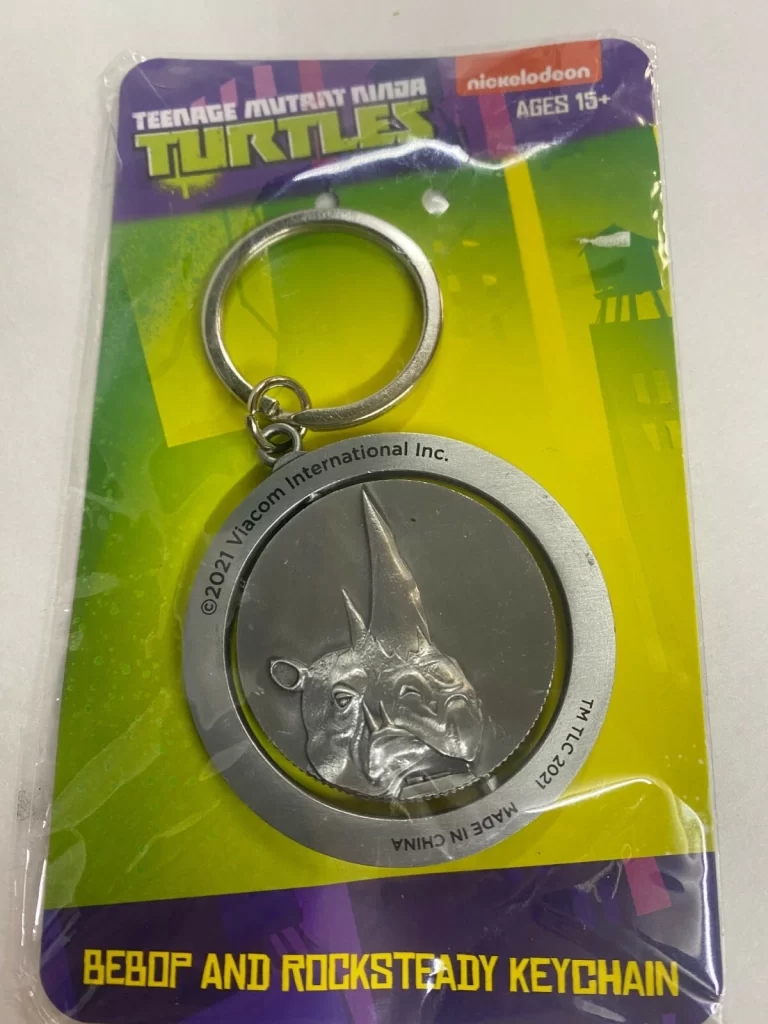 nickelodeon
TEENAGE MUTANT NINJA
TURTLES
AGES 15+
©2021 Viacom International Inc.
TM TLC 2021
MADE IN CHINA
BEBOP AND ROCKSTEADY KEYCHAIN